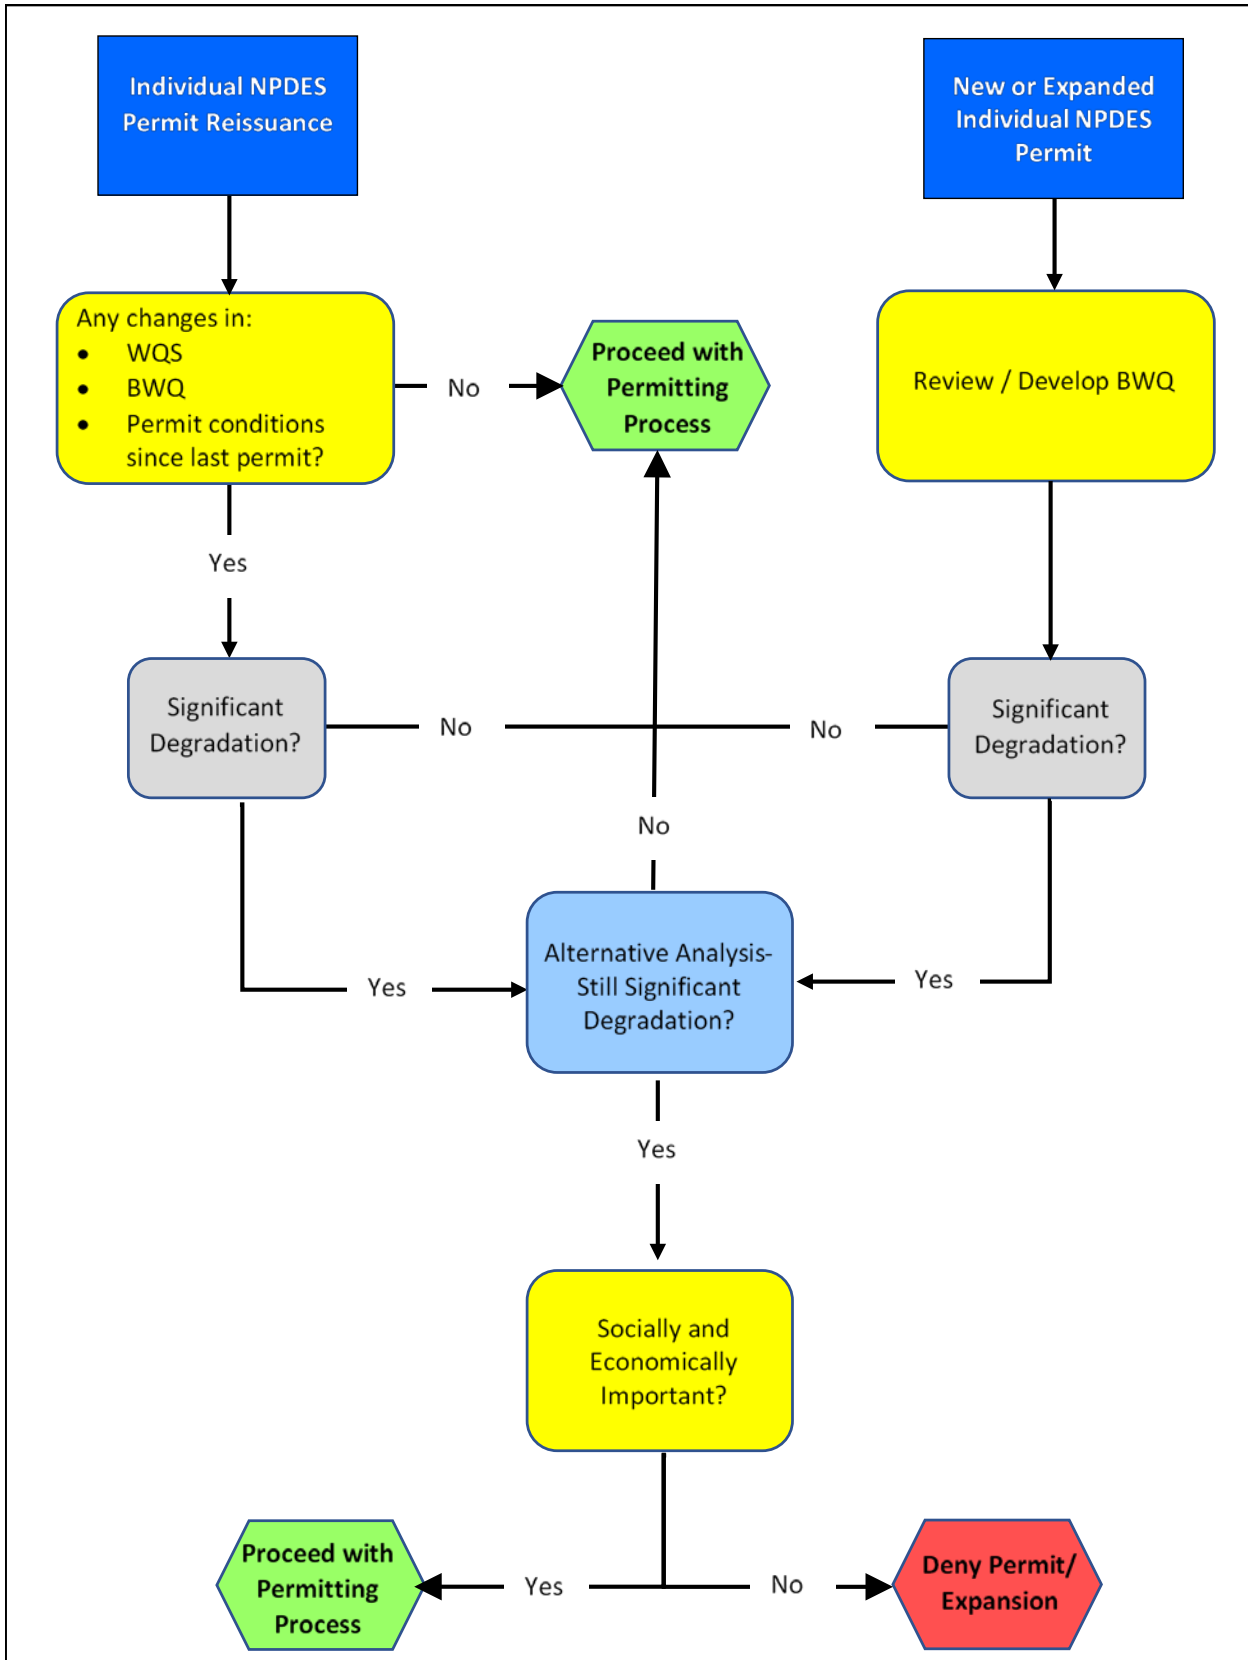 Individual NPDES
Permit Reissuance
New or Expanded
Individual NPDES
Permit
Any changes in:
• WQS
• BWQ
• Permit conditions
since last permit?
No
Proceed with
Permitting
Process
Review / Develop BWQ
Yes
Significant
Degradation?
No
No
Significant
Degradation?
No
Alternative Analysis-
Still Significant
Degradation?
Yes
Yes
Yes
Socially and
Economically
Important?
Proceed with
Permitting
Process
Yes
No
Deny Permit/
Expansion